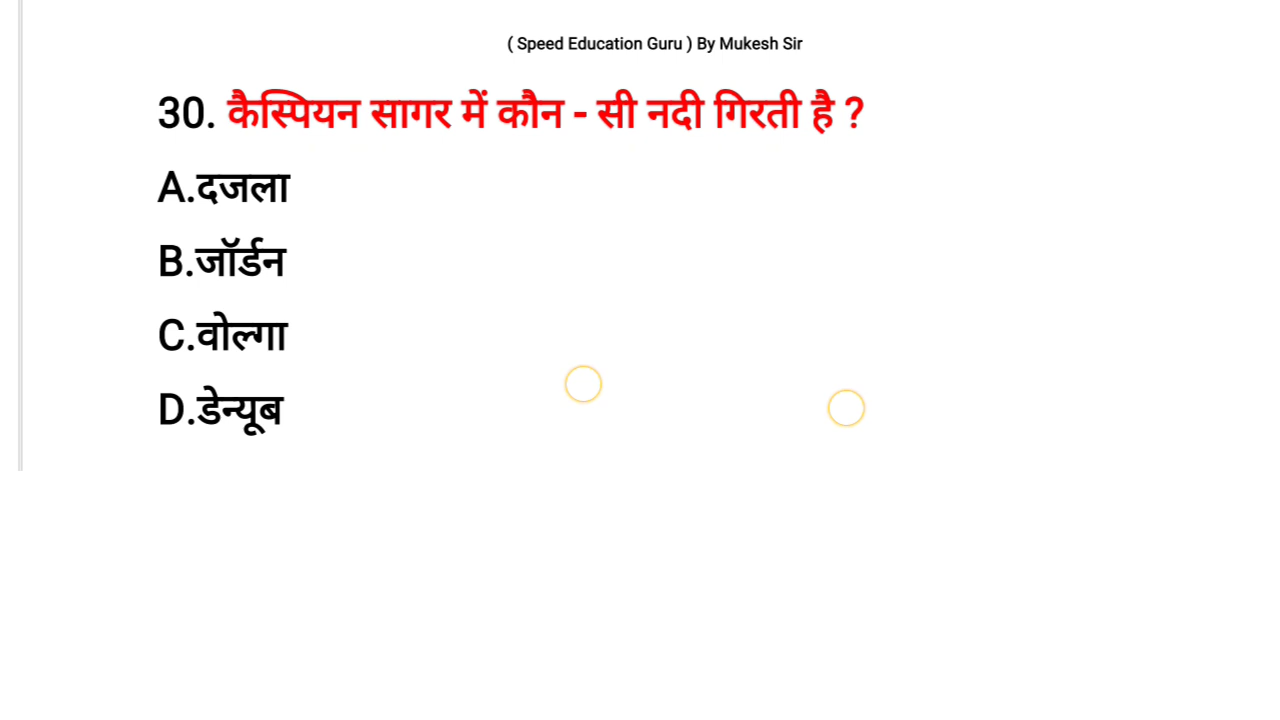 ( Speed Education Guru ) By Mukesh Sir
30. कैस्पियन सागर में कौन - सी नदी गिरती है ?
A.दजला
B.जॉर्डन
C.वोल्गा
D.डेन्यूब